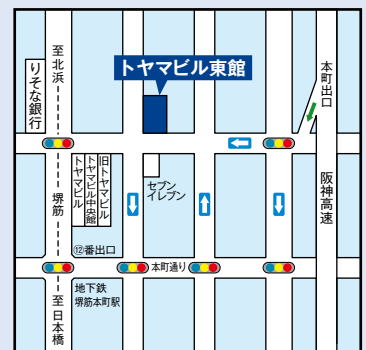 至北浜
りそな銀行
トヤマビル東館
本町出口
堺筋
トヤマビル
トヤマビル中央館
旧トヤマビル
セブン
イレブン
阪神高速
⑫番出口
本町通り
地下鉄
堺筋本町駅
至日本橋